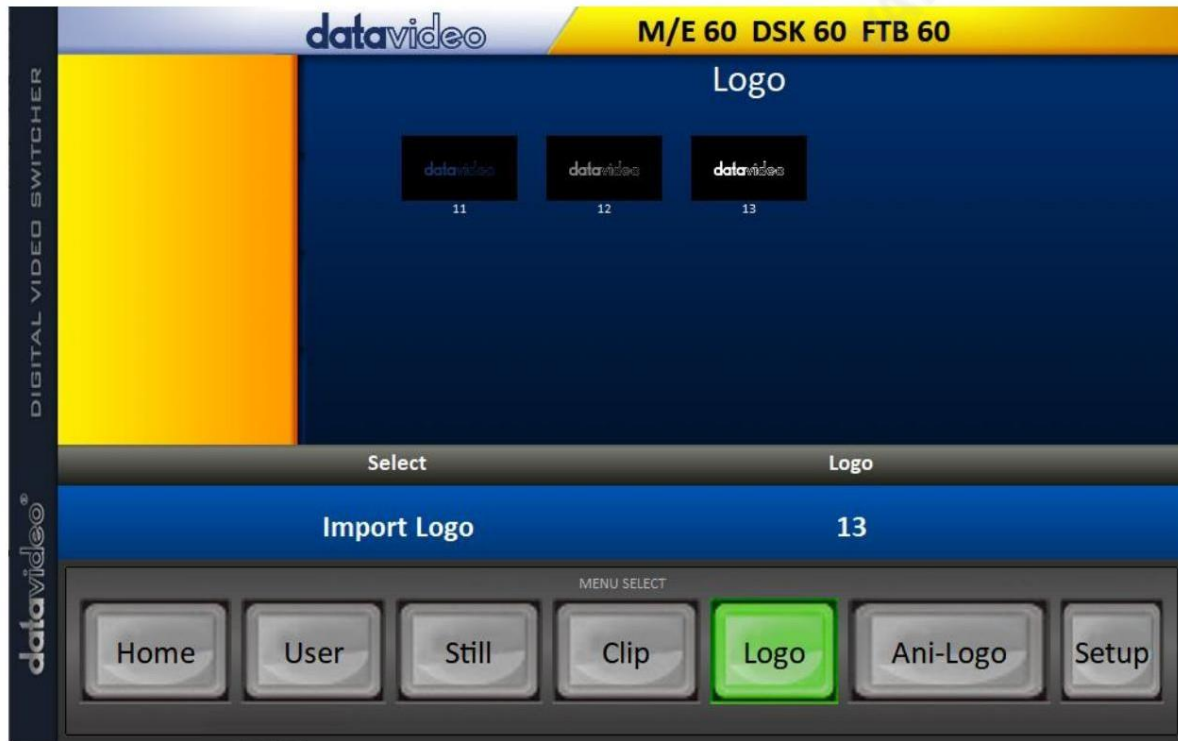 datavideo
M/E 60 DSK 60 FTB 60
DIGITAL VIDEO SWITCHER
datavideo®
Logo
datavideo
datavideo
datavideo
11
12
13
Select
Logo
Import Logo
13
MENU SELECT
Home
User
Still
Clip
Logo
Ani-Logo
Setup